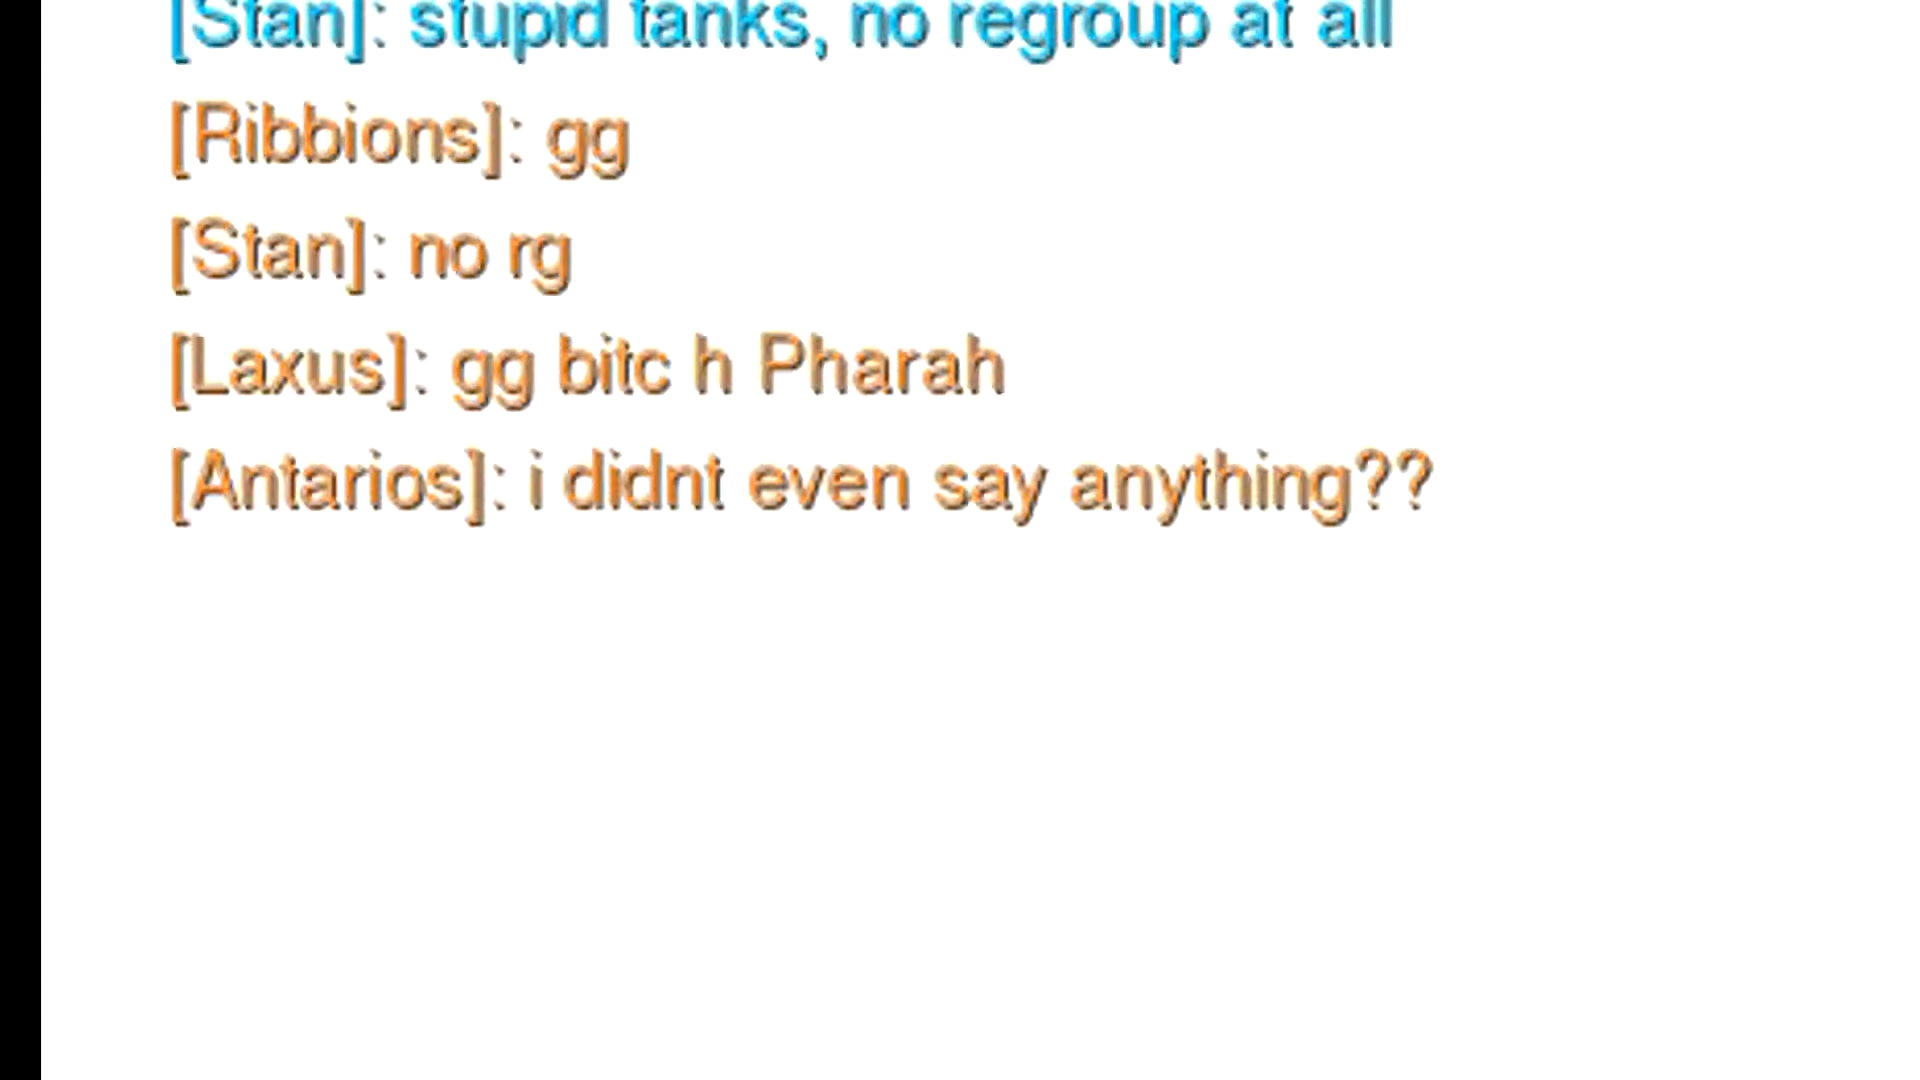 [Stan]: stupid tanks, no regroup at all
[Ribbions]: gg
[Stan]: no rg
[Laxus]: gg bitc h Pharah
[Antarios]: i didnt even say anything??